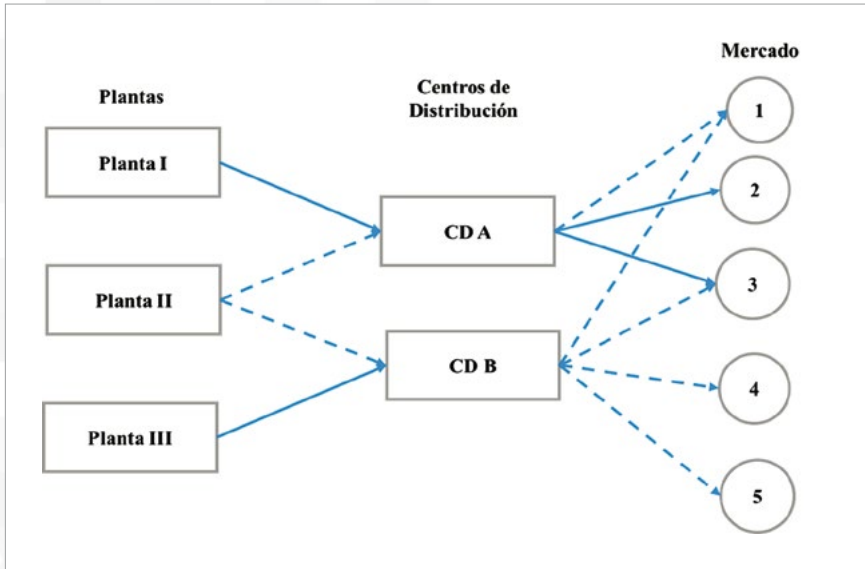 Plantas
Planta I
Planta II
Planta III
Centros de
Distribución
CD A
CD B
Mercado
1
2
3
4
5